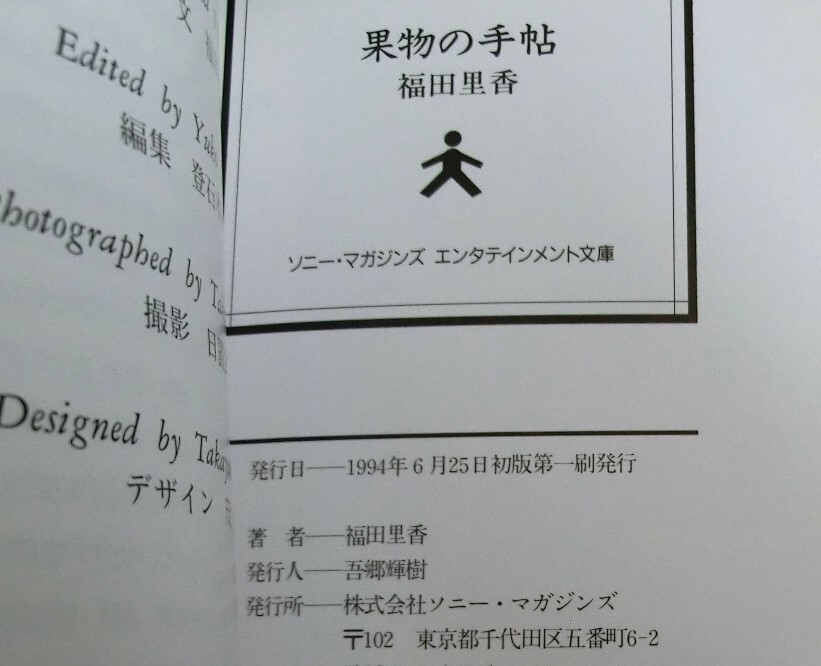 文
Edited by
編集
Photographed by
撮影
Designed by
デザイン
果物の手帖
福田里香
ソニー・マガジンズ エンタテインメント文庫
発行日──1994年6月25日初版第一刷発行
著 者──福田里香
発行人──吾郷輝樹
発行所──株式会社ソニー・マガジンズ
〒102 東京都千代田区五番町6-2